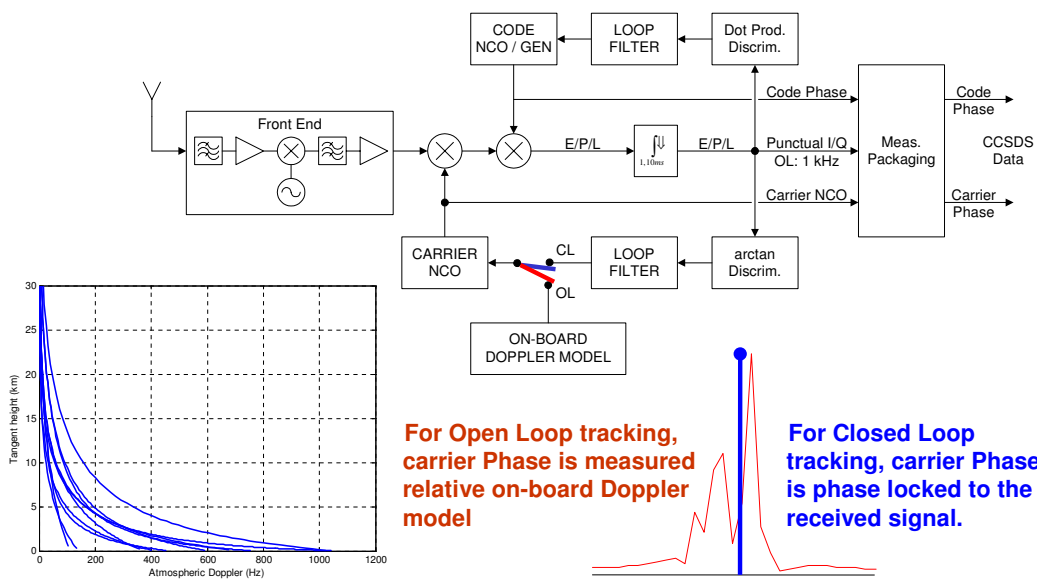 CODE
NCO / GEN
LOOP
FILTER
Dot Prod.
Discrim.
Front End
Code Phase
Code
Phase
E/P/L
∫⇓
1,10ms
E/P/L
Punctual I/Q
OL: 1 kHz
Meas.
Packaging
CCSDS
Data
Carrier NCO
Carrier
Phase
CARRIER
NCO
CL
OL
LOOP
FILTER
arctan
Discrim.
ON-BOARD
DOPPLER MODEL
30
25
20
15
10
5
0
Tangent height (km)
0 200 400 600 800 1000 1200
Atmospheric Doppler (Hz)
For Open Loop tracking,
carrier Phase is measured
relative on-board Doppler
model
For Closed Loop
tracking, carrier Phase
is phase locked to the
received signal.